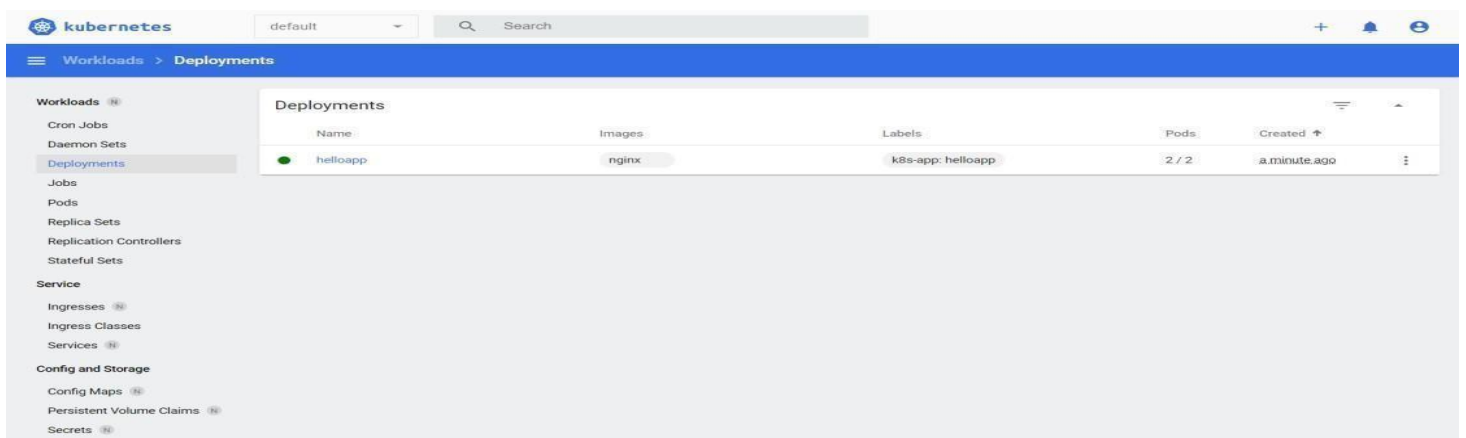 kubernetes
default
Search
Workloads > Deployments
Workloads N
Cron Jobs
Daemon Sets
Deployments
Jobs
Pods
Replica Sets
Replication Controllers
Stateful Sets
Service
Ingresses N
Ingress Classes
Services N
Config and Storage
Config Maps N
Persistent Volume Claims N
Secrets N
Deployments
Name Images Labels Pods Created ↑
helloapp nginx k8s-app: helloapp 2 / 2 a minute ago